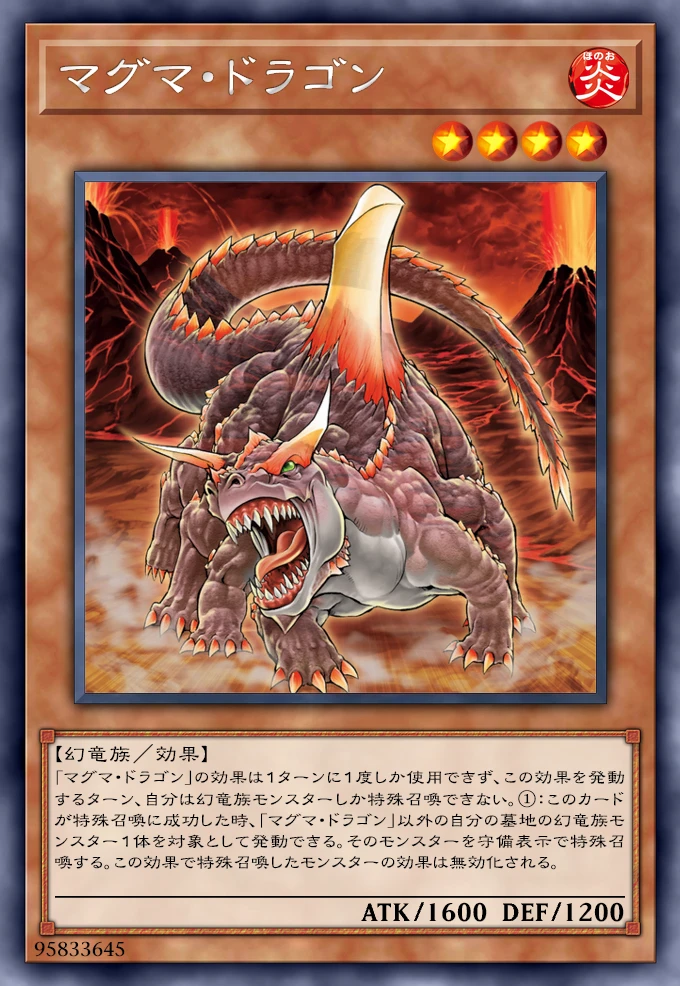 マグマ・ドラゴン
ほのお
炎
【幻竜族／効果】
「マグマ・ドラゴン」の効果は１ターンに１度しか使用できず、この効果を発動
するターン、自分は幻竜族モンスターしか特殊召喚できない。①：このカード
が特殊召喚に成功した時、「マグマ・ドラゴン」以外の自分の墓地の幻竜族モ
ンスター１体を対象として発動できる。そのモンスターを守備表示で特殊召
喚する。この効果で特殊召喚したモンスターの効果は無効化される。
ATK/1600 DEF/1200
95833645